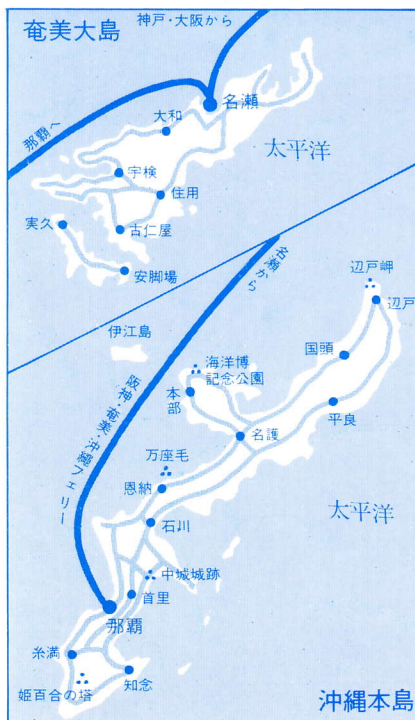 奄美大島
神戸・大阪から
名瀬
那覇へ
大和
太平洋
宇検
住用
実久
古仁屋
安脚場
名瀬から
辺戸岬
辺戸
伊江島
海洋博
記念公園
国頭
本部
平良
名護
阪神・奄美・沖縄フェリー
万座毛
恩納
太平洋
石川
中城城跡
首里
那覇
糸満
知念
姫百合の塔
沖縄本島